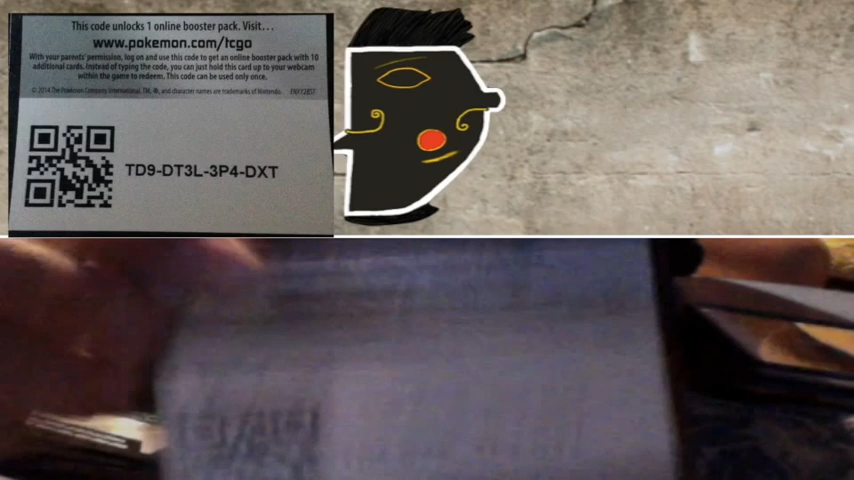 This code unlocks 1 online booster pack. Visit...
www.pokemon.com/tcgo
With your parents' permission, log on and use this code to get an online booster pack with 10
additional cards. Instead of typing the code, you can just hold this card up to your webcam
within the game to redeem. This code can be used only once.
© 2014 The Pokémon Company International. TM, ®, and character names are trademarks of Nintendo.
TD9-DT3L-3P4-DXT